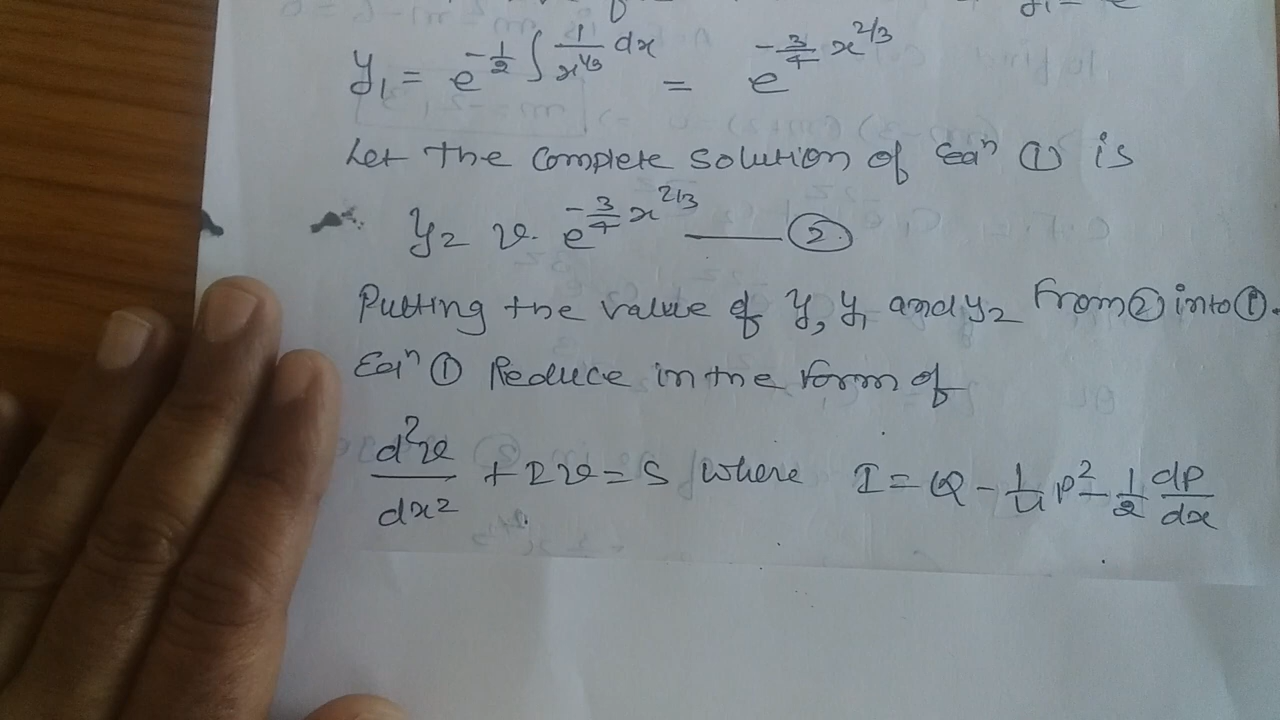 y₁ = e^{-1/2 ∫ 1/x^{1/3} dx} = e^{-3/4 x^{2/3}}
Let the complete solution of Eqⁿ ① is
y₂ v. e^{-3/4 x^{2/3}} —— ②
Putting the value of y, y₁ and y₂ From ② into ①.
Eqⁿ ① Reduce in the form of
d²v/dx² + Iv = S where I = Q - 1/4 P² - 1/2 dP/dx